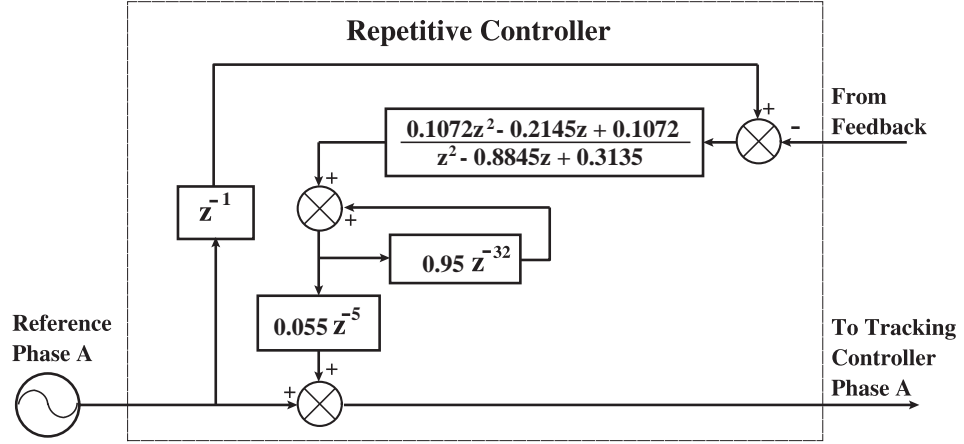 Repetitive Controller
From
Feedback
+
-
0.1072z² - 0.2145z + 0.1072
z² - 0.8845z + 0.3135
+
+
z⁻¹
0.95 z⁻³²
0.055 z⁻⁵
Reference
Phase A
+
+
To Tracking
Controller
Phase A